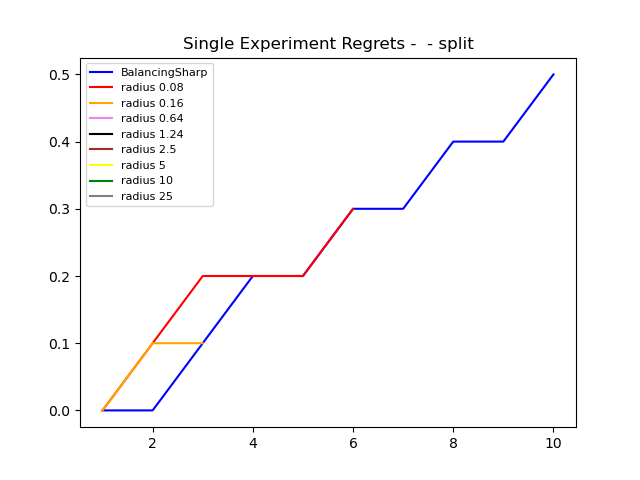 Single Experiment Regrets -  - split
0.5
0.4
0.3
0.2
0.1
0.0
BalancingSharp
radius 0.08
radius 0.16
radius 0.64
radius 1.24
radius 2.5
radius 5
radius 10
radius 25
2 4 6 8 10